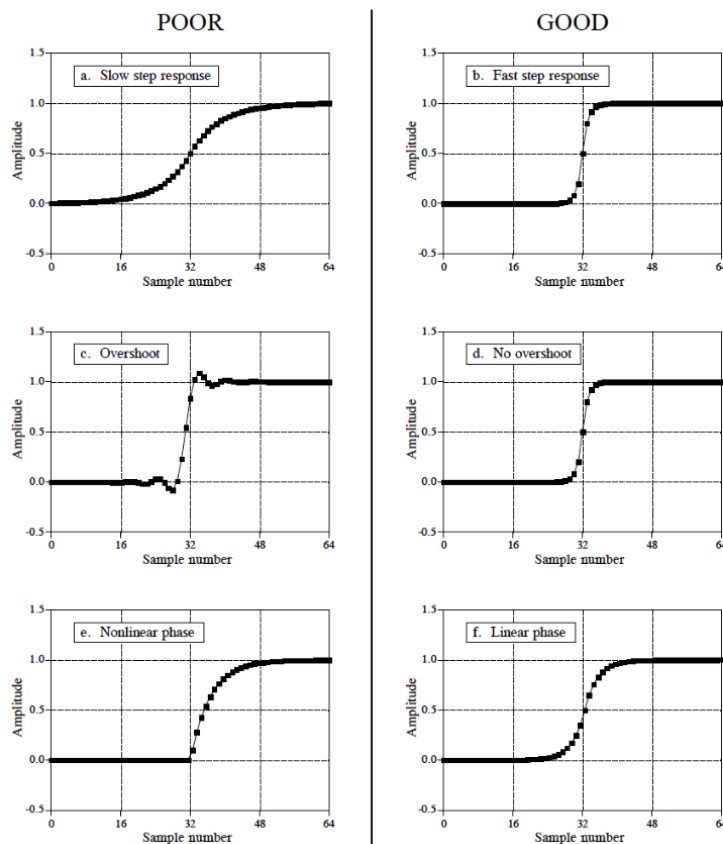 POOR GOOD
1.5
a. Slow step response
1.0
0.5
0.0
-0.5
0 16 32 48 64
Sample number
Amplitude
1.5
b. Fast step response
1.0
0.5
0.0
-0.5
0 16 32 48 64
Sample number
Amplitude
1.5
c. Overshoot
1.0
0.5
0.0
-0.5
0 16 32 48 64
Sample number
Amplitude
1.5
d. No overshoot
1.0
0.5
0.0
-0.5
0 16 32 48 64
Sample number
Amplitude
1.5
e. Nonlinear phase
1.0
0.5
0.0
-0.5
0 16 32 48 64
Sample number
Amplitude
1.5
f. Linear phase
1.0
0.5
0.0
-0.5
0 16 32 48 64
Sample number
Amplitude